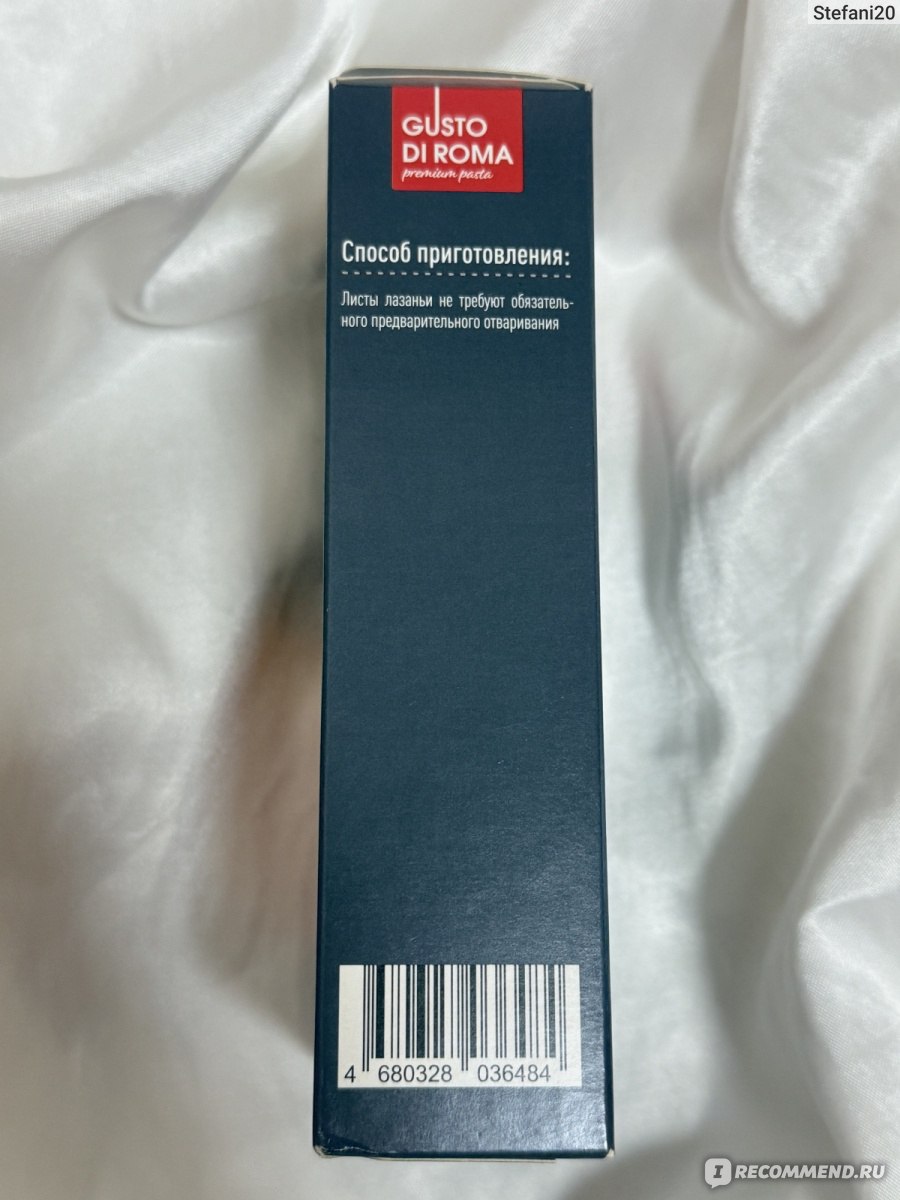 Stefani20
GUSTO
DI ROMA
premium pasta
Способ приготовления:
Листы лазаньи не требуют обязатель-
ного предварительного отваривания
4 680328 036484
IRECOMMEND.RU